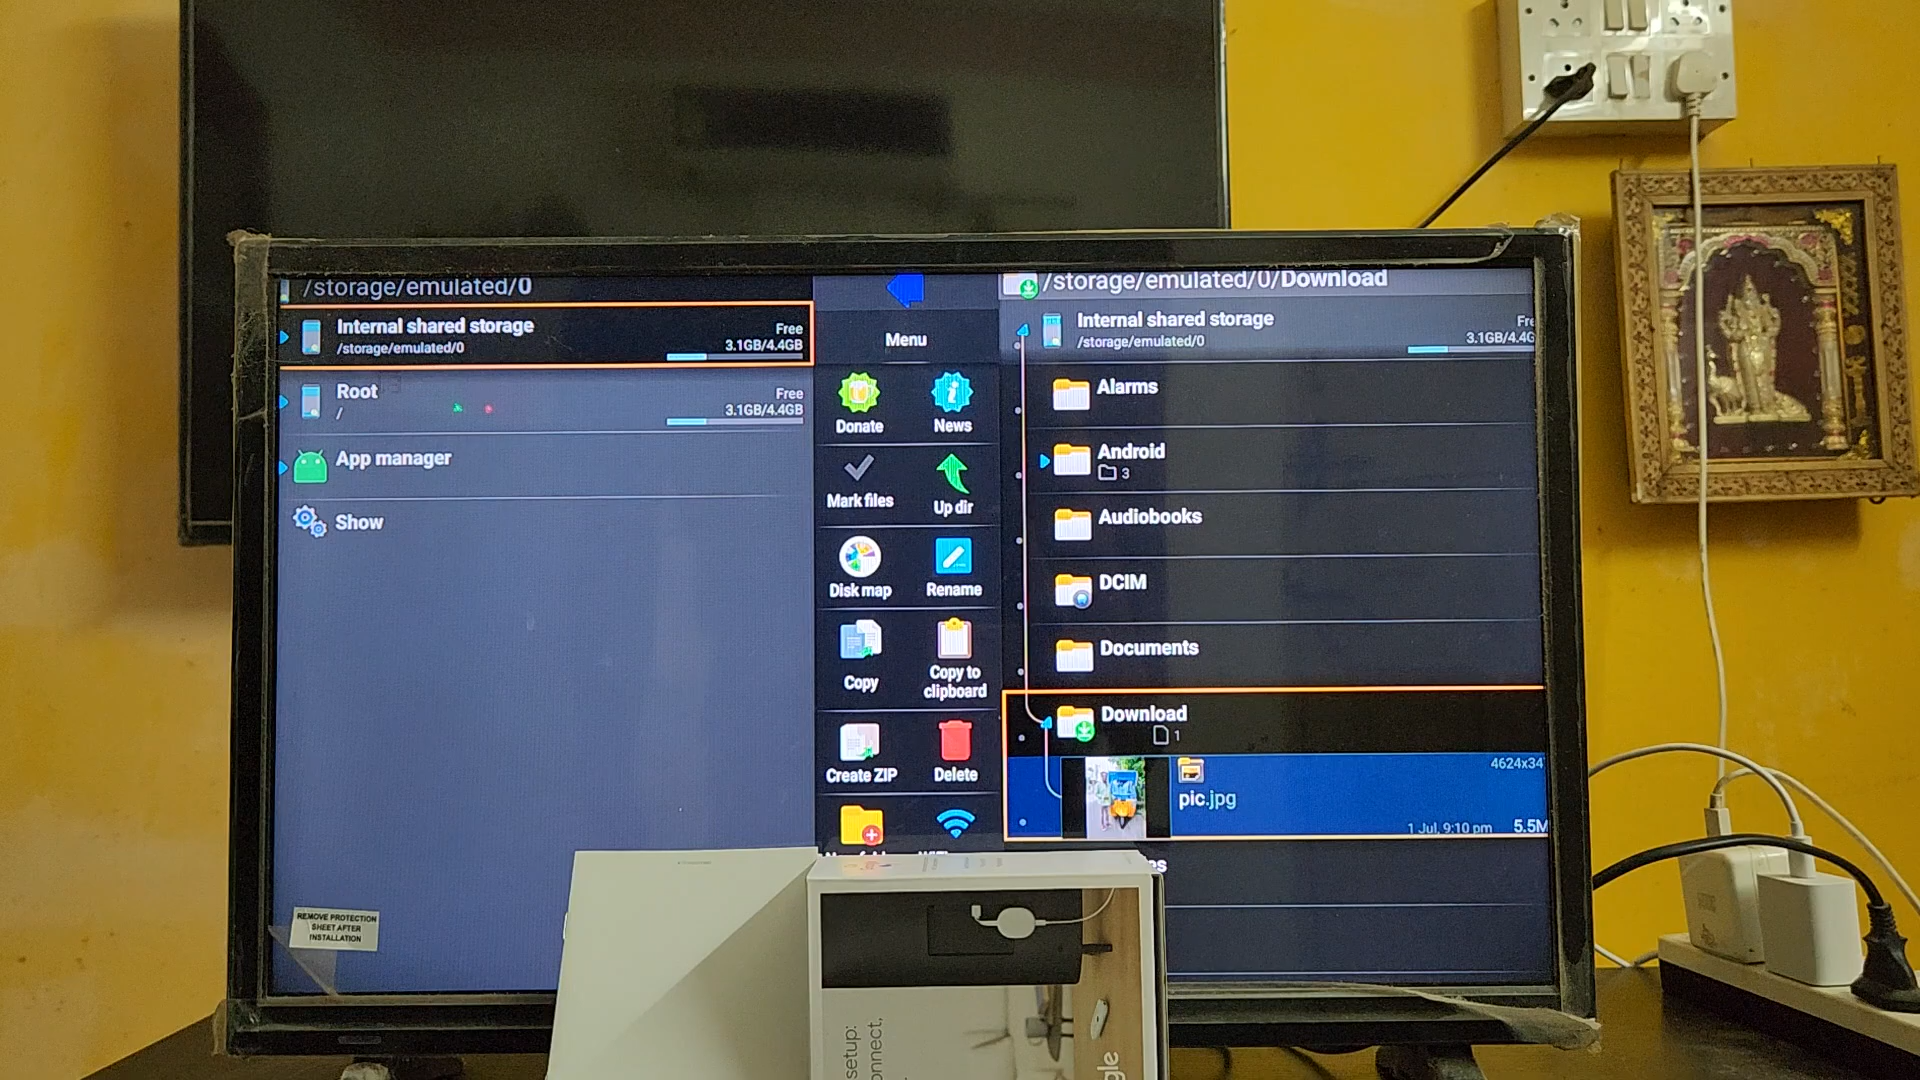 /storage/emulated/0
Internal shared storage
/storage/emulated/0
Free
3.1GB/4.4GB
Root
/
Free
3.1GB/4.4GB
App manager
Show
Menu
Donate
News
Mark files
Up dir
Disk map
Rename
Copy
Copy to
clipboard
Create ZIP
Delete
/storage/emulated/0/Download
Internal shared storage
/storage/emulated/0
Fre
3.1GB/4.4G
Alarms
Android
3
Audiobooks
DCIM
Documents
Download
1
4624x34
pic.jpg
1 Jul, 9:10 pm
5.5M
es
REMOVE PROTECTION
SHEET AFTER
INSTALLATION
setup:
onnect,
gle